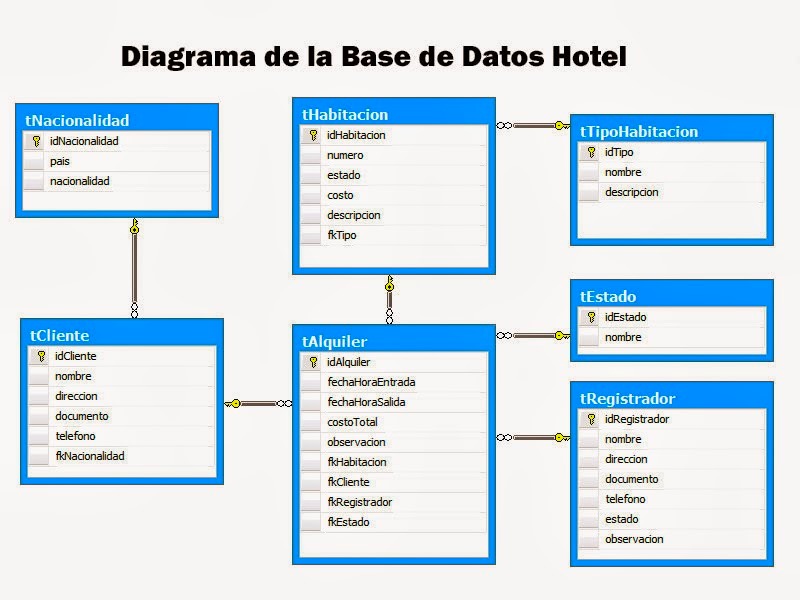 Diagrama de la Base de Datos Hotel
tNacionalidad
idNacionalidad
pais
nacionalidad
tHabitacion
idHabitacion
numero
estado
costo
descripcion
fkTipo
tTipoHabitacion
idTipo
nombre
descripcion
tEstado
idEstado
nombre
tCliente
idCliente
nombre
direccion
documento
telefono
fkNacionalidad
tAlquiler
idAlquiler
fechaHoraEntrada
fechaHoraSalida
costoTotal
observacion
fkHabitacion
fkCliente
fkRegistrador
fkEstado
tRegistrador
idRegistrador
nombre
direccion
documento
telefono
estado
observacion